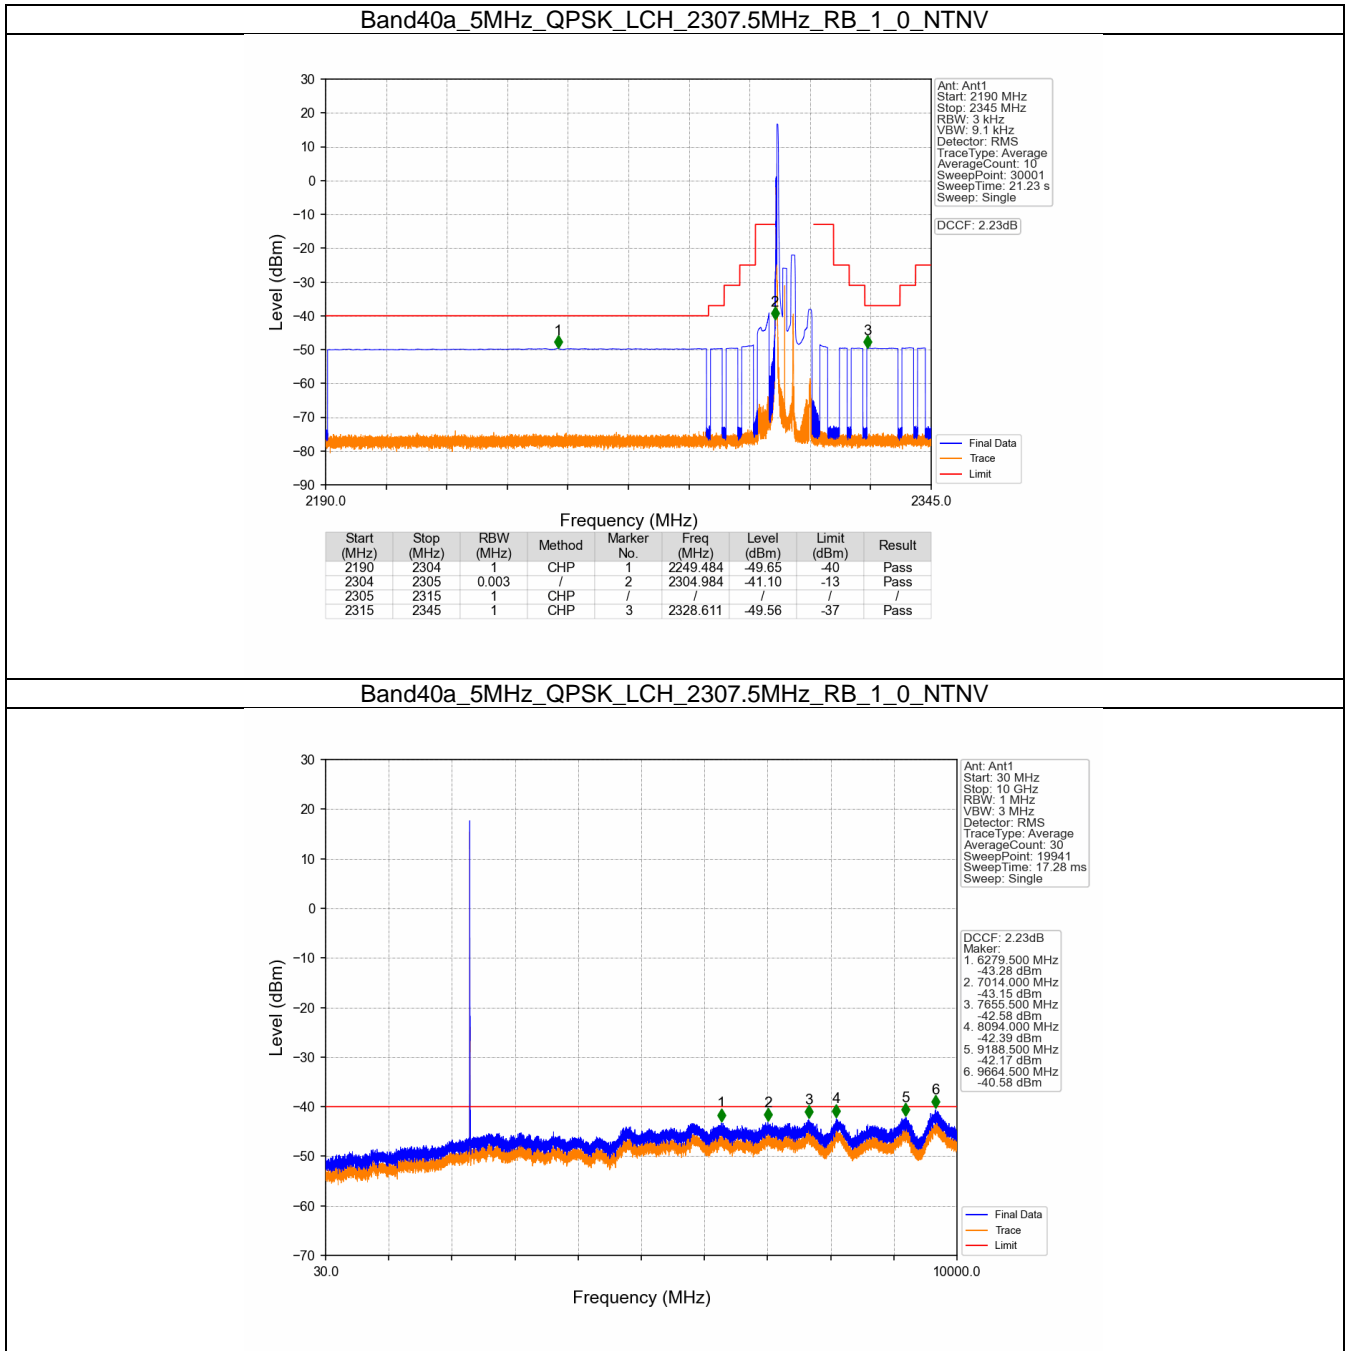 Band40a_5MHz_QPSK_LCH_2307.5MHz_RB_1_0_NTNV
30
20
10
0
−10
−20
−30
−40
−50
−60
−70
−80
−90
Level (dBm)
1
2
3
2190.0
2345.0
Frequency (MHz)
Ant: Ant1
Start: 2190 MHz
Stop: 2345 MHz
RBW: 3 kHz
VBW: 9.1 kHz
Detector: RMS
TraceType: Average
AverageCount: 10
SweepPoint: 30001
SweepTime: 21.23 s
Sweep: Single
DCCF: 2.23dB
Final Data
Trace
Limit
Start (MHz) Stop (MHz) RBW (MHz) Method Marker No. Freq (MHz) Level (dBm) Limit (dBm) Result
2190 2304 1 CHP 1 2249.484 -49.65 -40 Pass
2304 2305 0.003 / 2 2304.984 -41.10 -13 Pass
2305 2315 1 CHP / / / / /
2315 2345 1 CHP 3 2328.611 -49.56 -37 Pass
Band40a_5MHz_QPSK_LCH_2307.5MHz_RB_1_0_NTNV
30
20
10
0
−10
−20
−30
−40
−50
−60
−70
Level (dBm)
1
2
3
4
5
6
30.0
10000.0
Frequency (MHz)
Ant: Ant1
Start: 30 MHz
Stop: 10 GHz
RBW: 1 MHz
VBW: 3 MHz
Detector: RMS
TraceType: Average
AverageCount: 30
SweepPoint: 19941
SweepTime: 17.28 ms
Sweep: Single
DCCF: 2.23dB
Maker:
1. 6279.500 MHz
-43.28 dBm
2. 7014.000 MHz
-43.15 dBm
3. 7655.500 MHz
-42.58 dBm
4. 8094.000 MHz
-42.39 dBm
5. 9188.500 MHz
-42.17 dBm
6. 9664.500 MHz
-40.58 dBm
Final Data
Trace
Limit